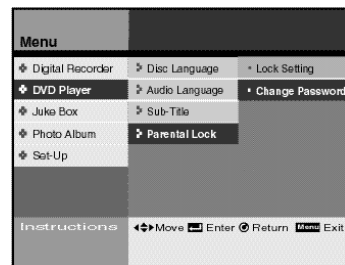 Menu
Digital Recorder
DVD Player
Juke Box
Photo Album
Set-Up
Disc Language
Audio Language
Sub-Title
Parental Lock
Lock Setting
Change Password
Instructions
Move Enter Return Menu Exit